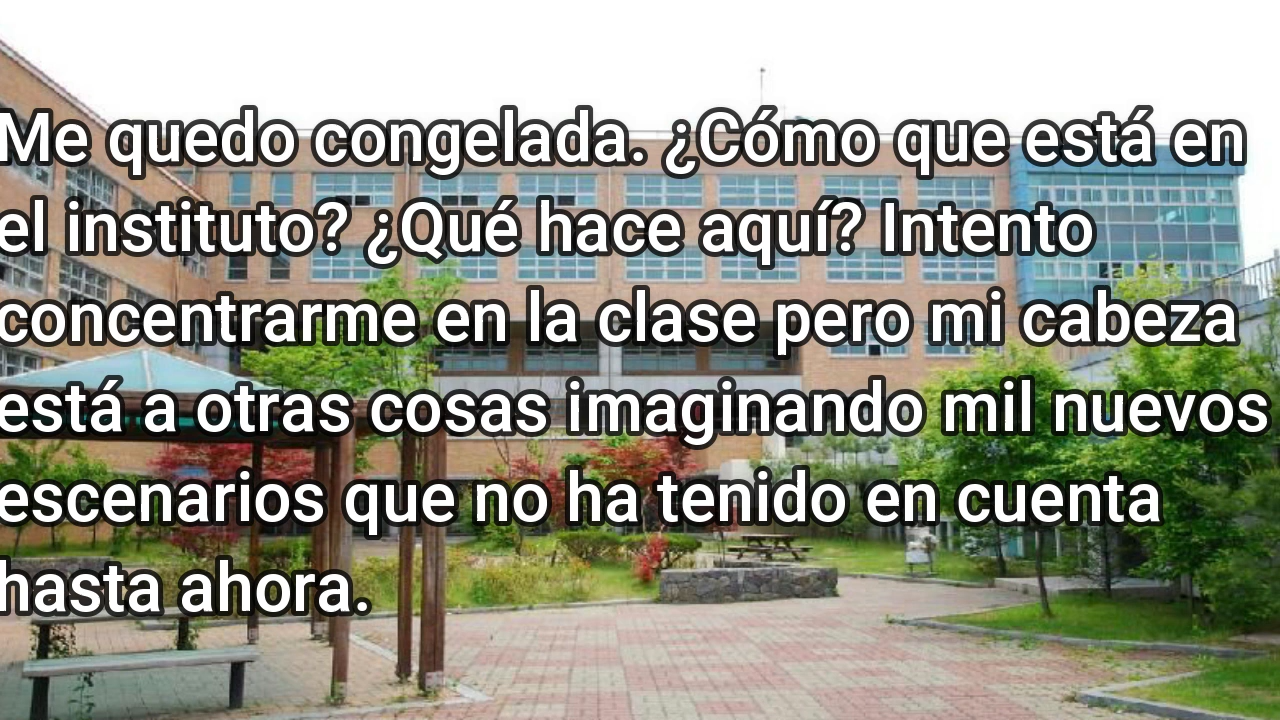 Me quedo congelada. ¿Cómo que está en
el instituto? ¿Qué hace aquí? Intento
concentrarme en la clase pero mi cabeza
está a otras cosas imaginando mil nuevos
escenarios que no ha tenido en cuenta
hasta ahora.